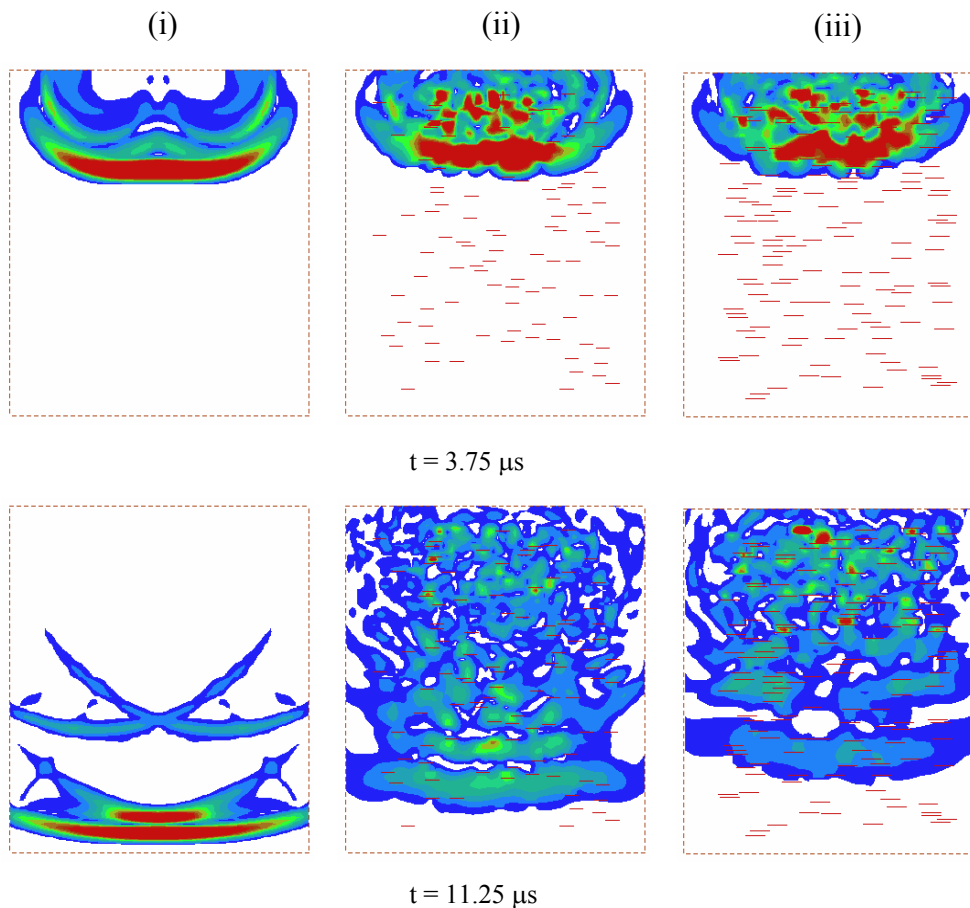 (i) (ii) (iii)
t = 3.75 μs
t = 11.25 μs